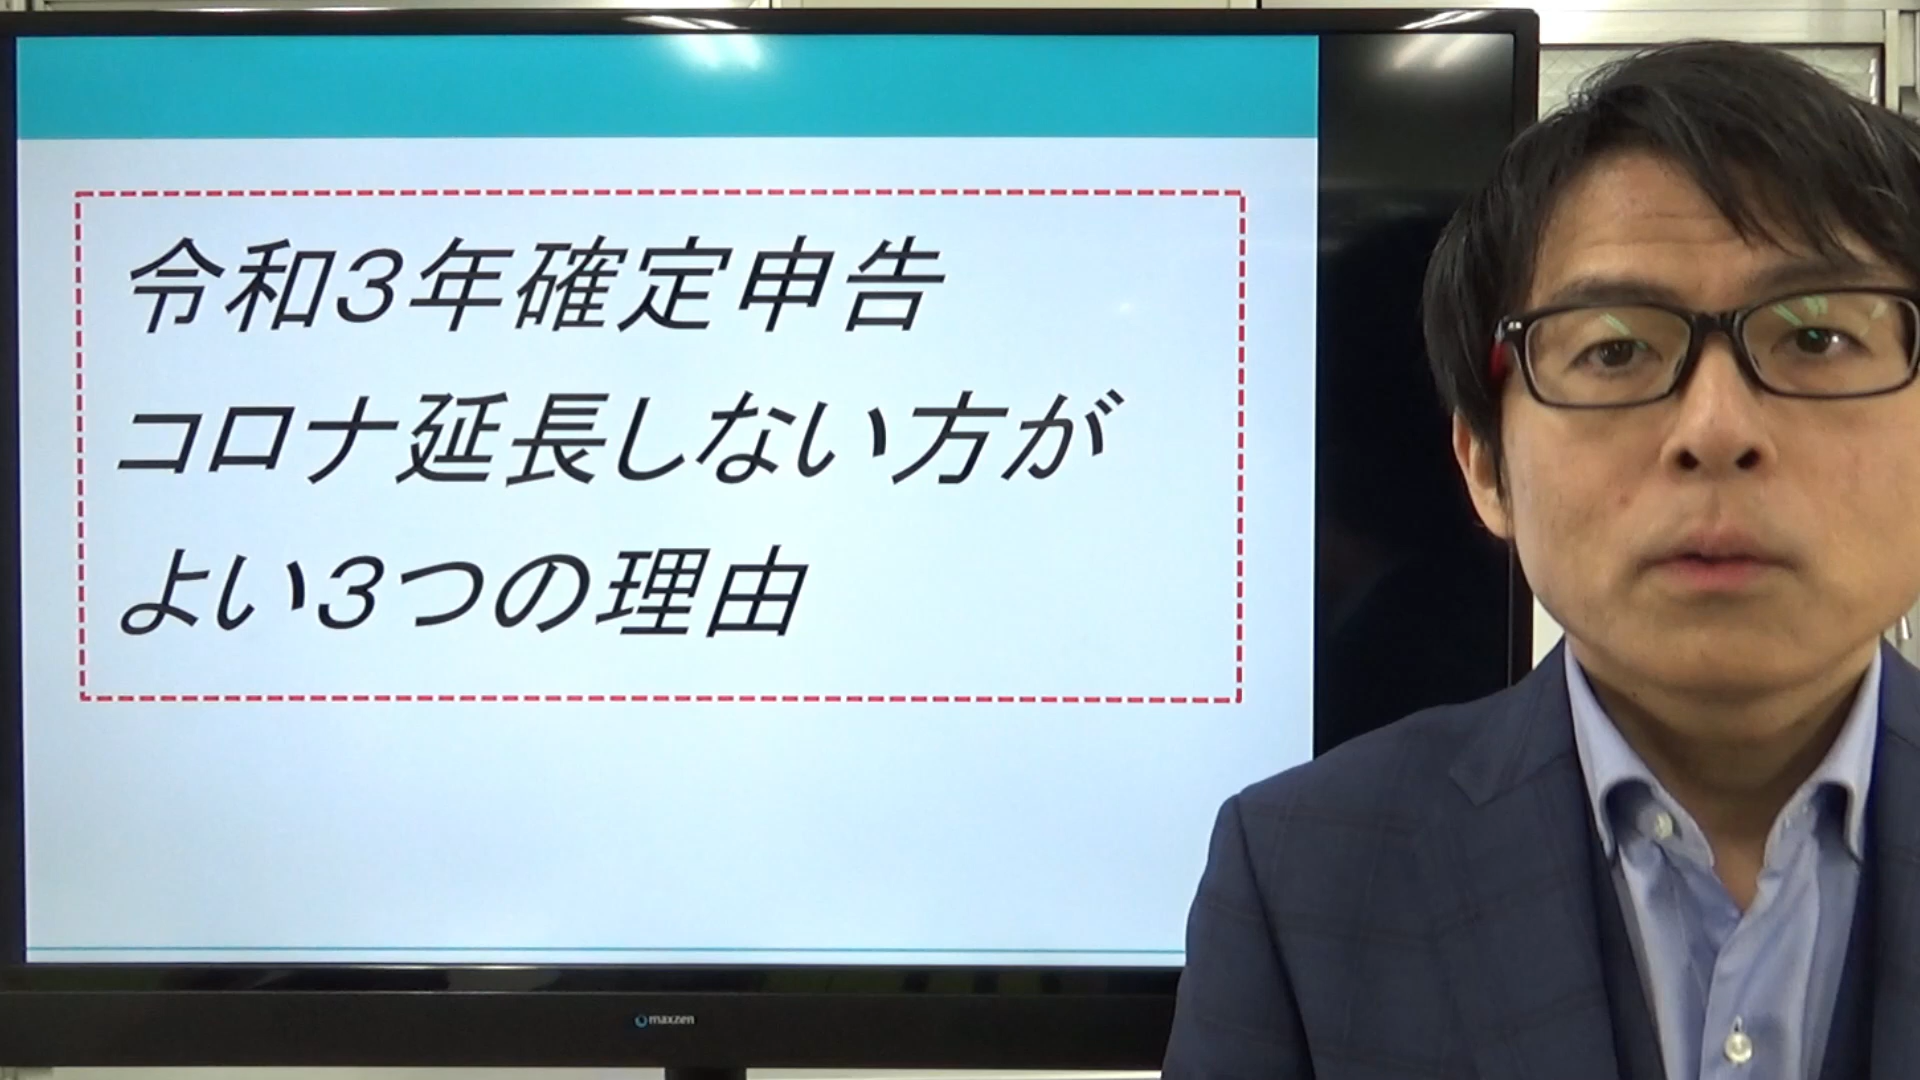 令和３年確定申告
コロナ延長しない方が
よい３つの理由
maxzen